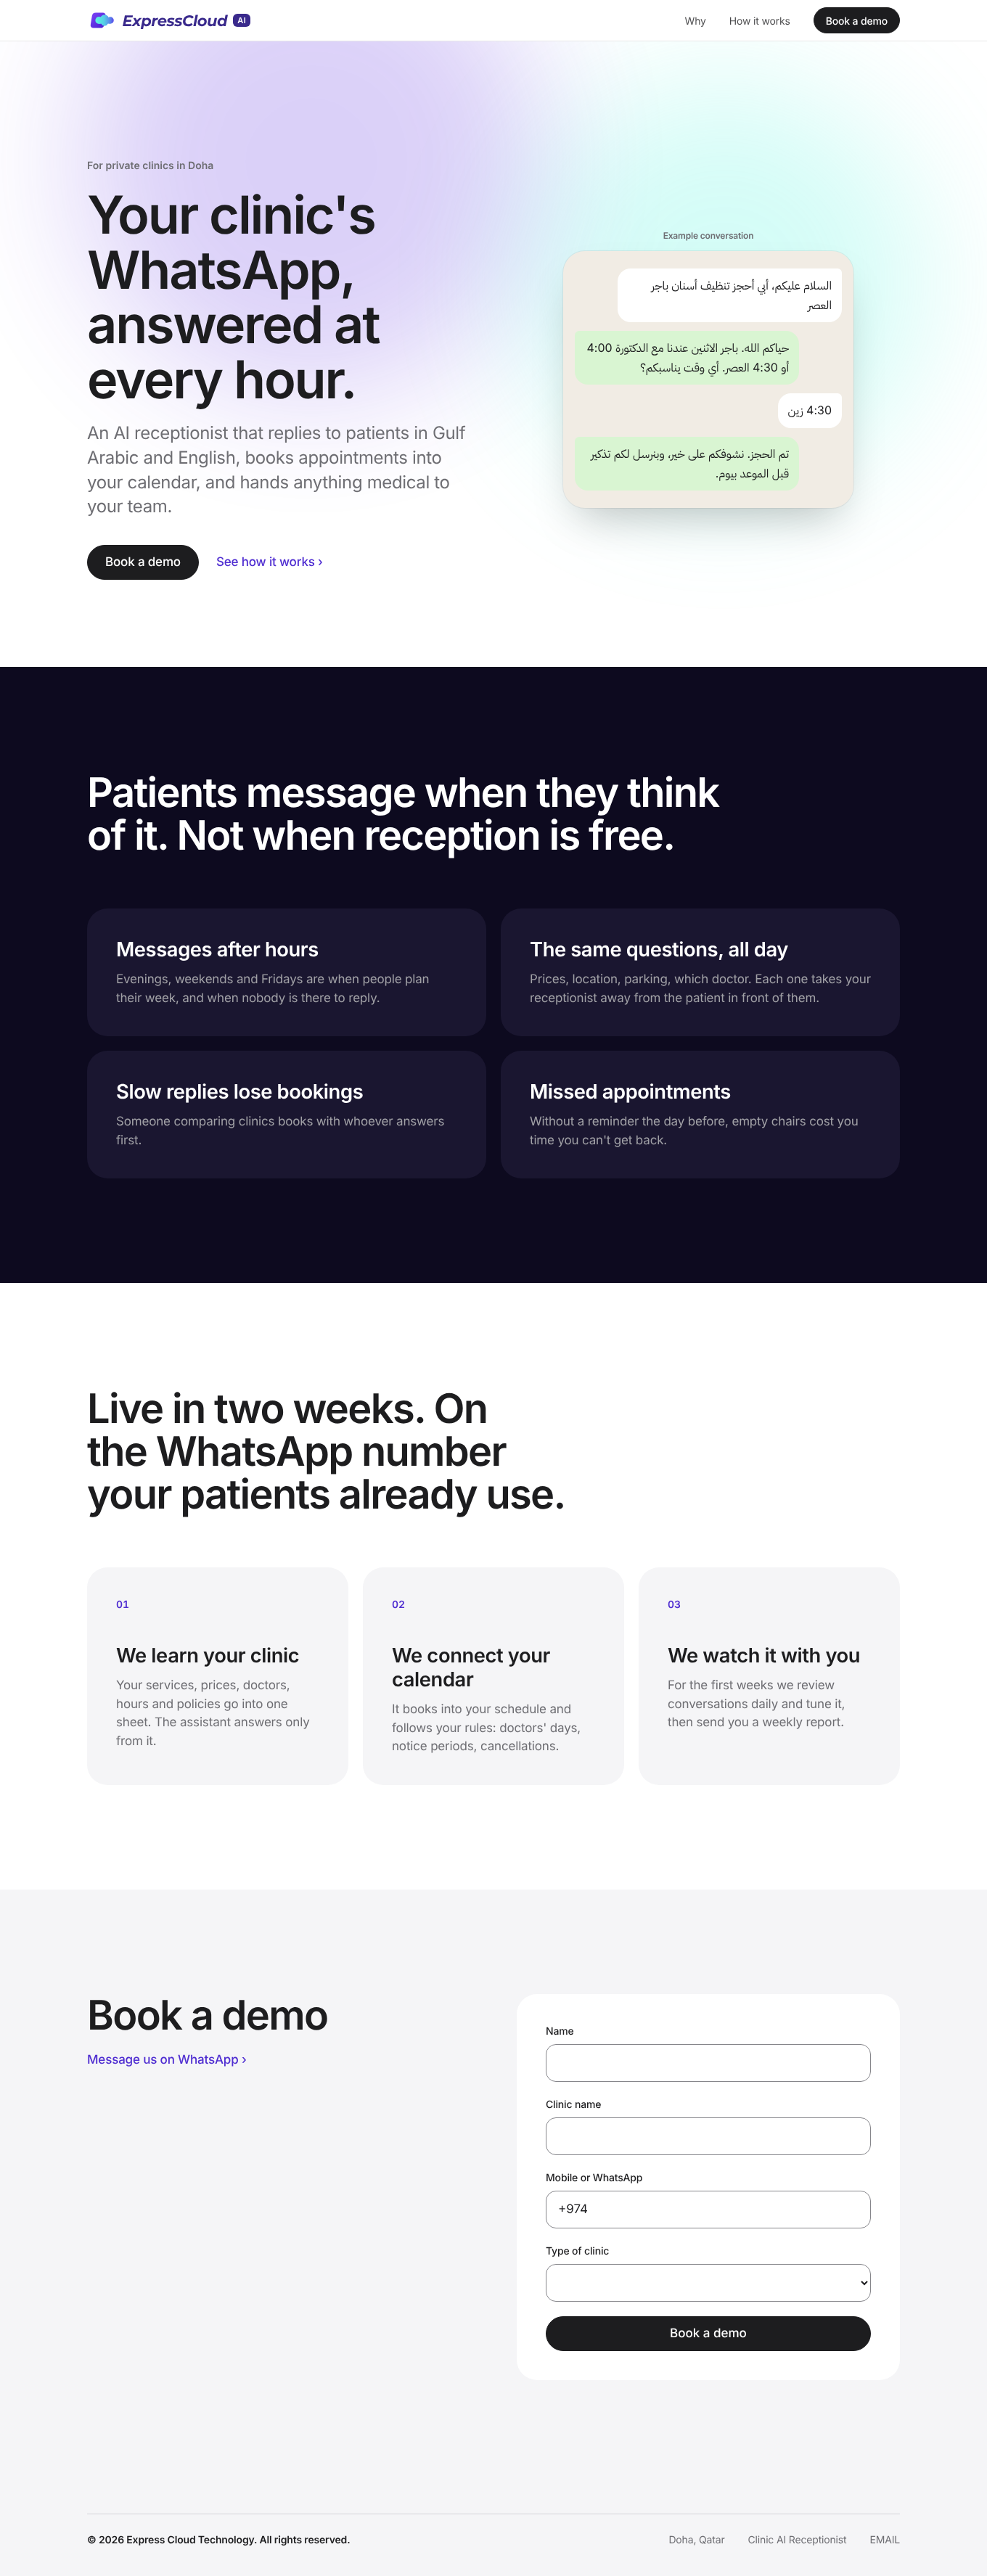 ExpressCloud AI
Why
How it works
Book a demo
For private clinics in Doha
Your clinic's
WhatsApp,
answered at
every hour.
An AI receptionist that replies to patients in Gulf
Arabic and English, books appointments into
your calendar, and hands anything medical to
your team.
Book a demo
See how it works ›
Example conversation
السلام عليكم، أبي أحجز تنظيف أسنان باجر
العصر
حياكم الله. باجر الاثنين عندنا مع الدكتورة 4:00
أو 4:30 العصر. أي وقت يناسبكم؟
4:30 زين
تم الحجز. نشوفكم على خير، وبنرسل لكم تذكير
قبل الموعد بيوم.
Patients message when they think
of it. Not when reception is free.
Messages after hours
Evenings, weekends and Fridays are when people plan
their week, and when nobody is there to reply.
The same questions, all day
Prices, location, parking, which doctor. Each one takes your
receptionist away from the patient in front of them.
Slow replies lose bookings
Someone comparing clinics books with whoever answers
first.
Missed appointments
Without a reminder the day before, empty chairs cost you
time you can't get back.
Live in two weeks. On
the WhatsApp number
your patients already use.
01
We learn your clinic
Your services, prices, doctors,
hours and policies go into one
sheet. The assistant answers only
from it.
02
We connect your
calendar
It books into your schedule and
follows your rules: doctors' days,
notice periods, cancellations.
03
We watch it with you
For the first weeks we review
conversations daily and tune it,
then send you a weekly report.
Book a demo
Message us on WhatsApp ›
Name
Clinic name
Mobile or WhatsApp
+974
Type of clinic
Book a demo
© 2026 Express Cloud Technology. All rights reserved.
Doha, Qatar
Clinic AI Receptionist
EMAIL